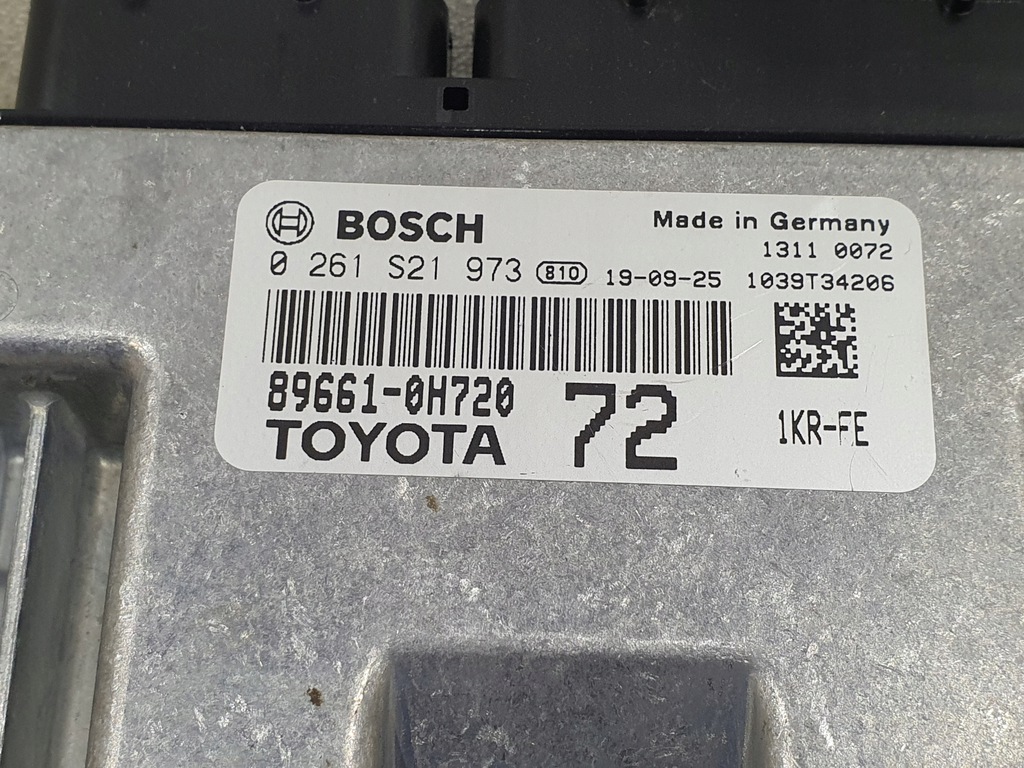 BOSCH
Made in Germany
1311 0072
0 261 S21 973 810 19-09-25 1039T34206
89661-0H720
72
TOYOTA
1KR-FE